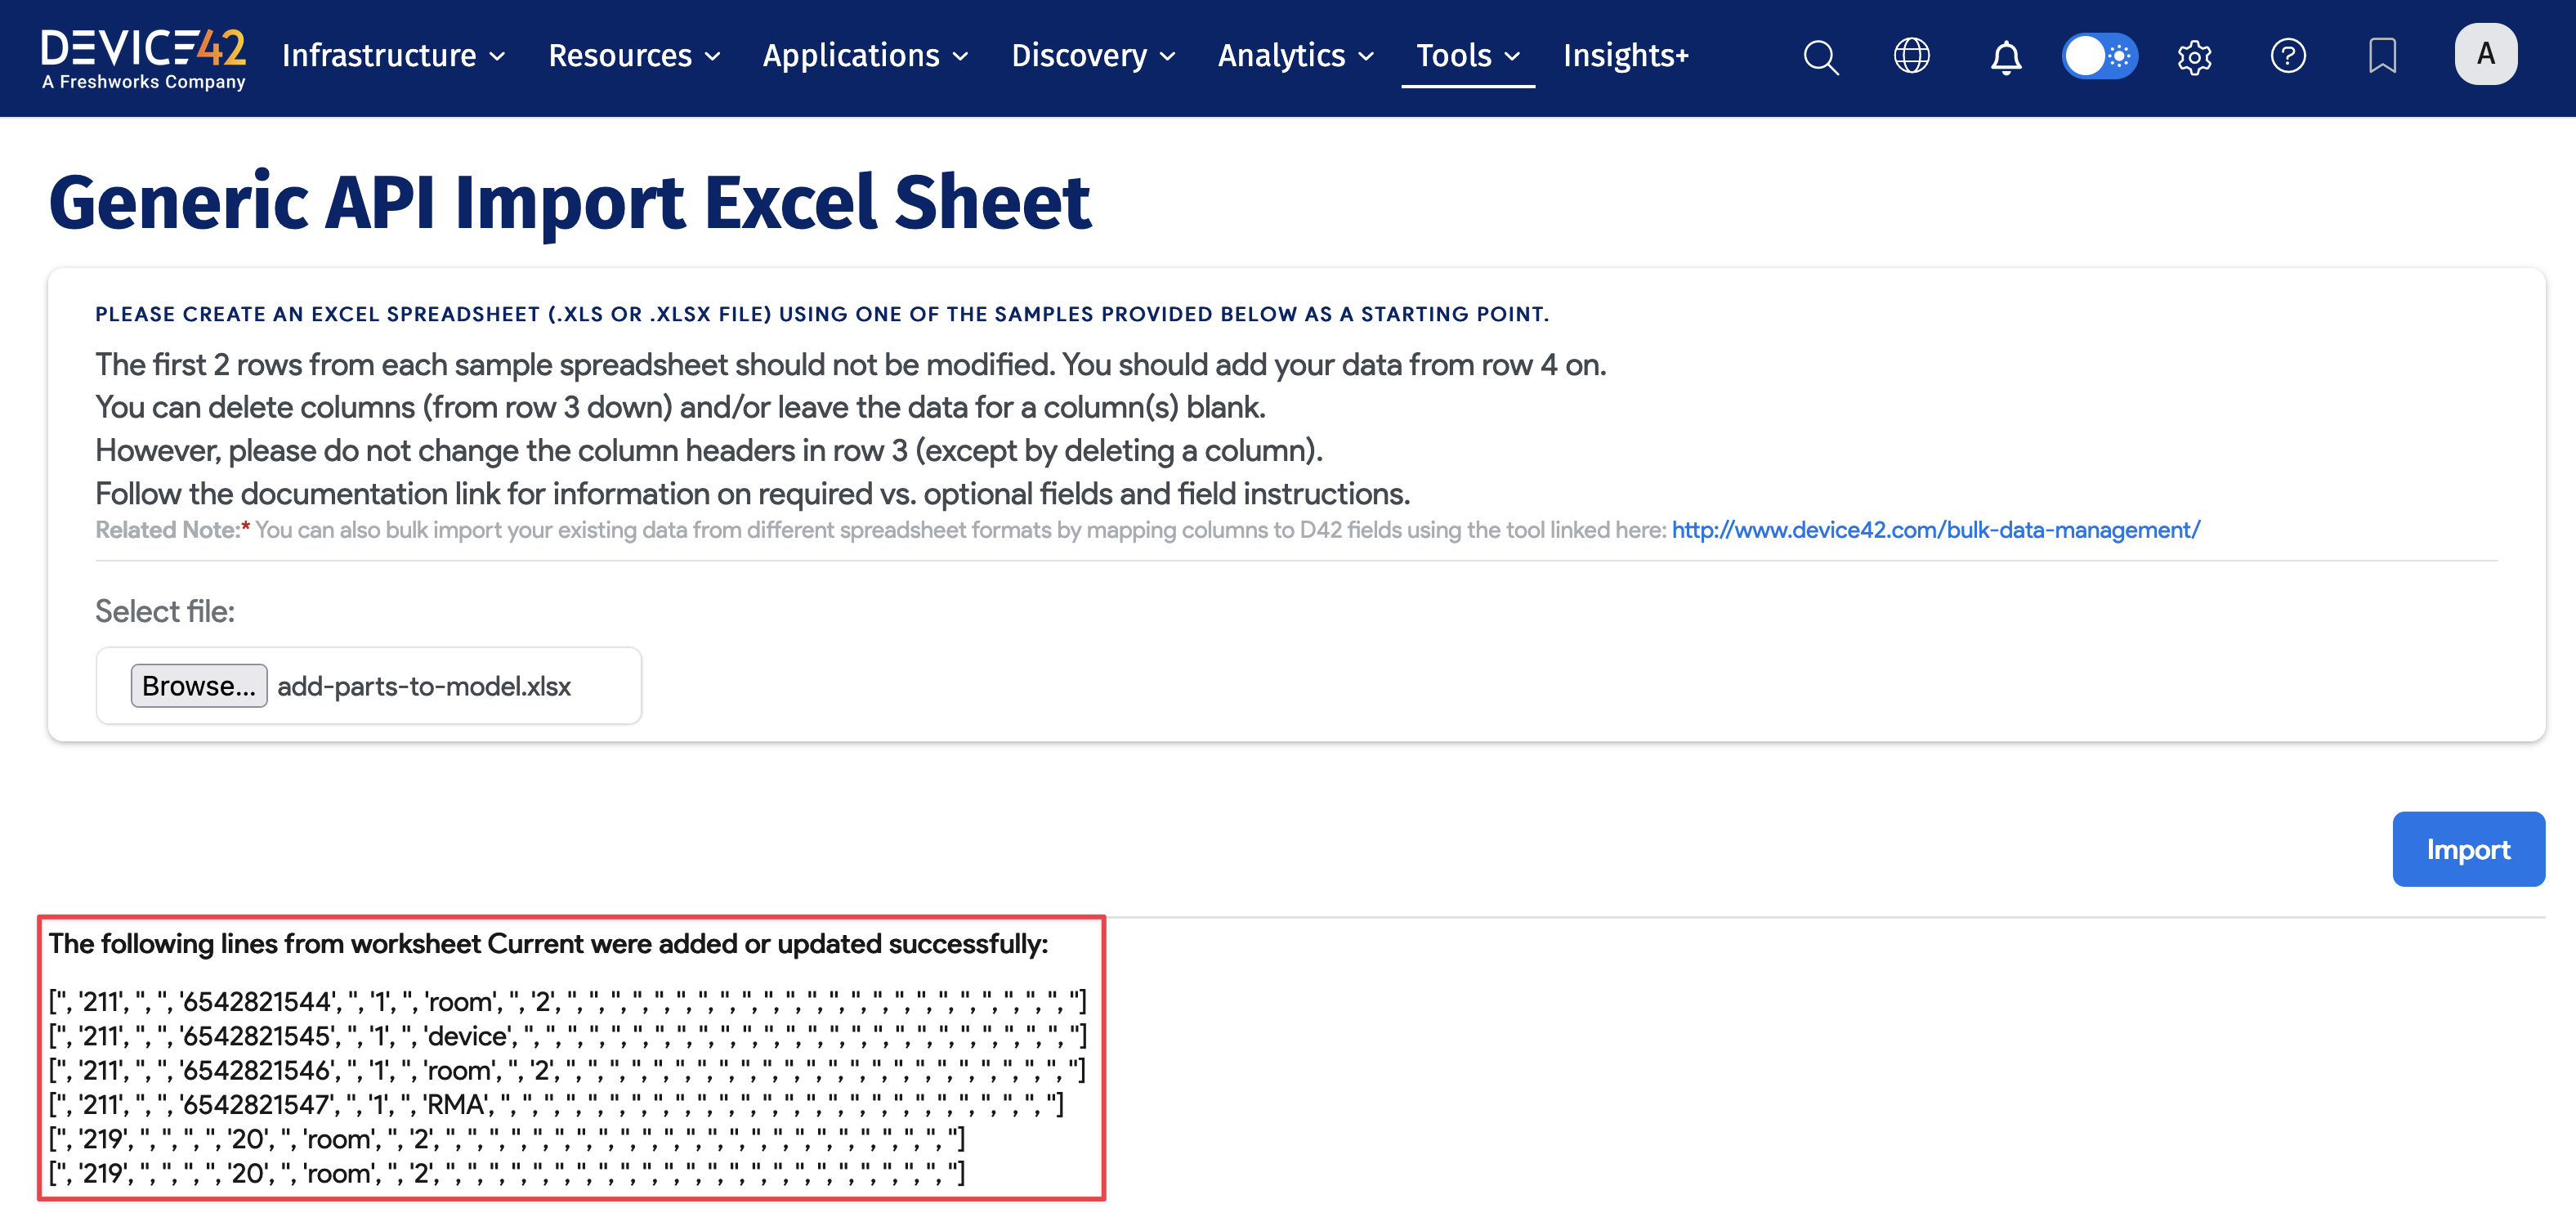 DEVICE42
A Freshworks Company
Infrastructure
Resources
Applications
Discovery
Analytics
Tools
Insights+
A
Generic API Import Excel Sheet
PLEASE CREATE AN EXCEL SPREADSHEET (.XLS OR .XLSX FILE) USING ONE OF THE SAMPLES PROVIDED BELOW AS A STARTING POINT.
The first 2 rows from each sample spreadsheet should not be modified. You should add your data from row 4 on.
You can delete columns (from row 3 down) and/or leave the data for a column(s) blank.
However, please do not change the column headers in row 3 (except by deleting a column).
Follow the documentation link for information on required vs. optional fields and field instructions.
Related Note:* You can also bulk import your existing data from different spreadsheet formats by mapping columns to D42 fields using the tool linked here: http://www.device42.com/bulk-data-management/
Select file:
Browse... add-parts-to-model.xlsx
Import
The following lines from worksheet Current were added or updated successfully:
['', '211', '', '', '6542821544', '', '1', '', 'room', '', '2', '', '', '', '', '', '', '', '', '', '', '', '', '', '', '', '', '', '', '', '', '', '', '', '']
['', '211', '', '', '6542821545', '', '1', '', 'device', '', '', '', '', '', '', '', '', '', '', '', '', '', '', '', '', '', '', '', '', '', '', '', '', '', '']
['', '211', '', '', '6542821546', '', '1', '', 'room', '', '2', '', '', '', '', '', '', '', '', '', '', '', '', '', '', '', '', '', '', '', '', '', '', '', '']
['', '211', '', '', '6542821547', '', '1', '', 'RMA', '', '', '', '', '', '', '', '', '', '', '', '', '', '', '', '', '', '', '', '', '', '', '', '', '', '']
['', '219', '', '', '', '', '20', '', 'room', '', '2', '', '', '', '', '', '', '', '', '', '', '', '', '', '', '', '', '', '', '', '', '', '', '', '']
['', '219', '', '', '', '', '20', '', 'room', '', '2', '', '', '', '', '', '', '', '', '', '', '', '', '', '', '', '', '', '', '', '', '', '', '', '']